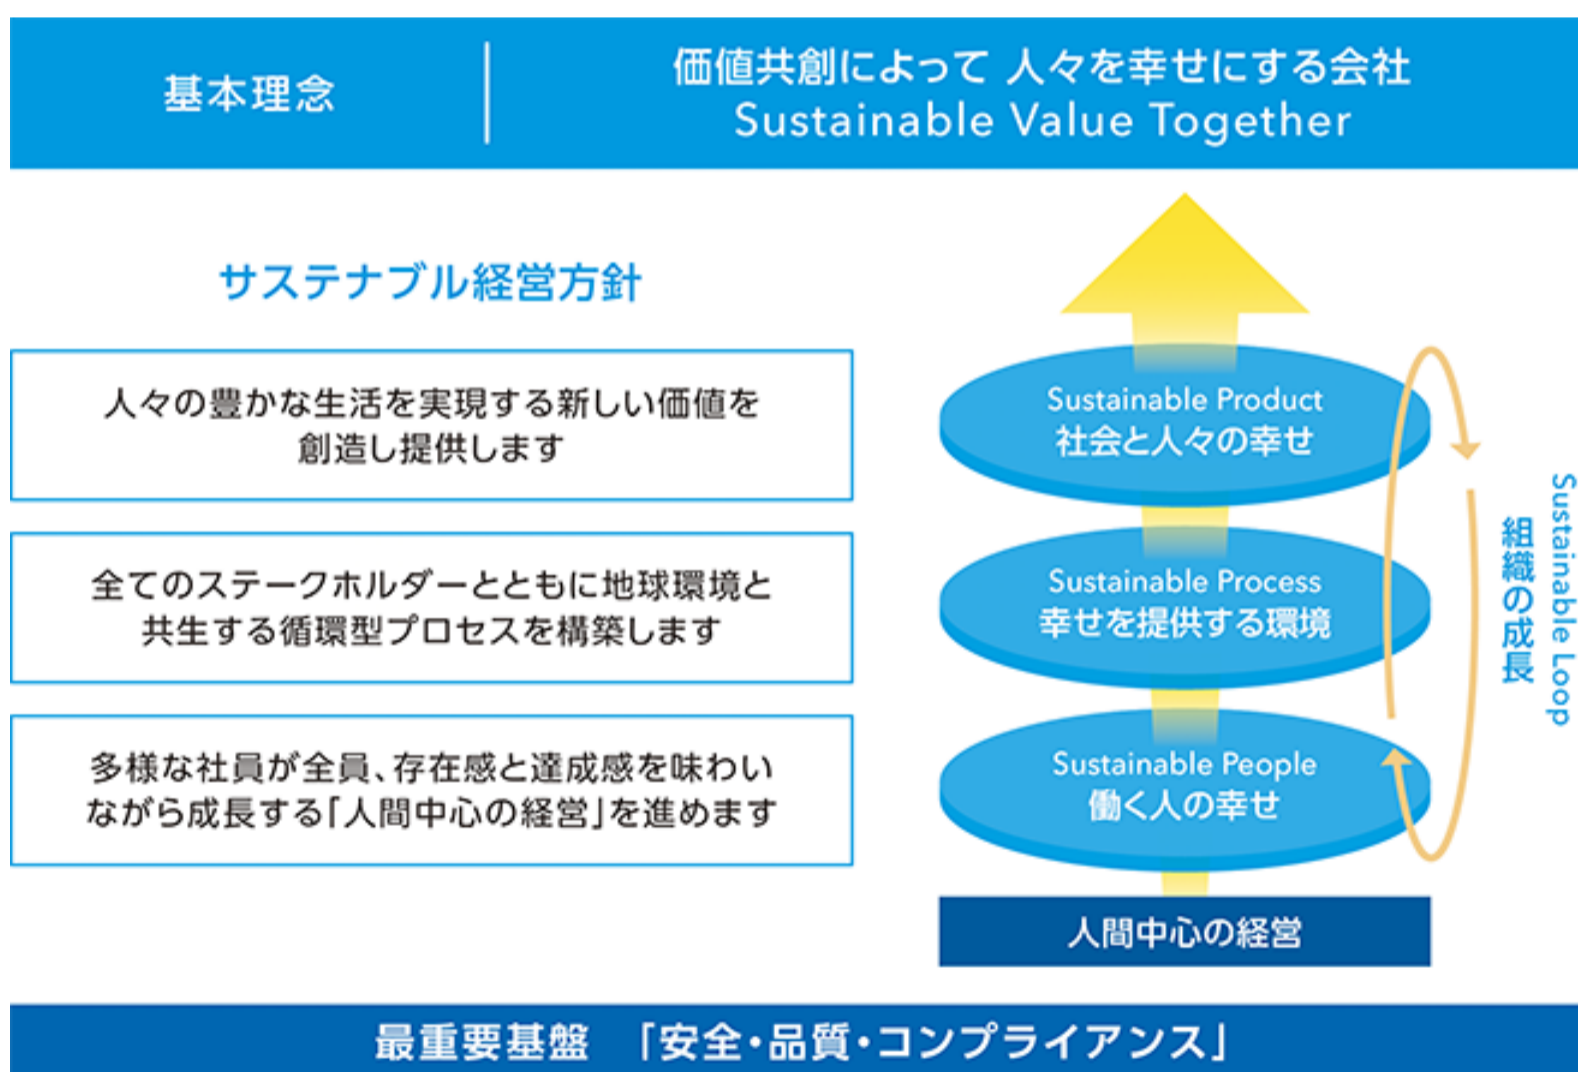 基本理念
価値共創によって 人々を幸せにする会社
Sustainable Value Together
サステナブル経営方針
人々の豊かな生活を実現する新しい価値を
創造し提供します
全てのステークホルダーとともに地球環境と
共生する循環型プロセスを構築します
多様な社員が全員、存在感と達成感を味わい
ながら成長する「人間中心の経営」を進めます
Sustainable Product
社会と人々の幸せ
Sustainable Process
幸せを提供する環境
Sustainable People
働く人の幸せ
人間中心の経営
Sustainable Loop
組織の成長
最重要基盤 「安全・品質・コンプライアンス」